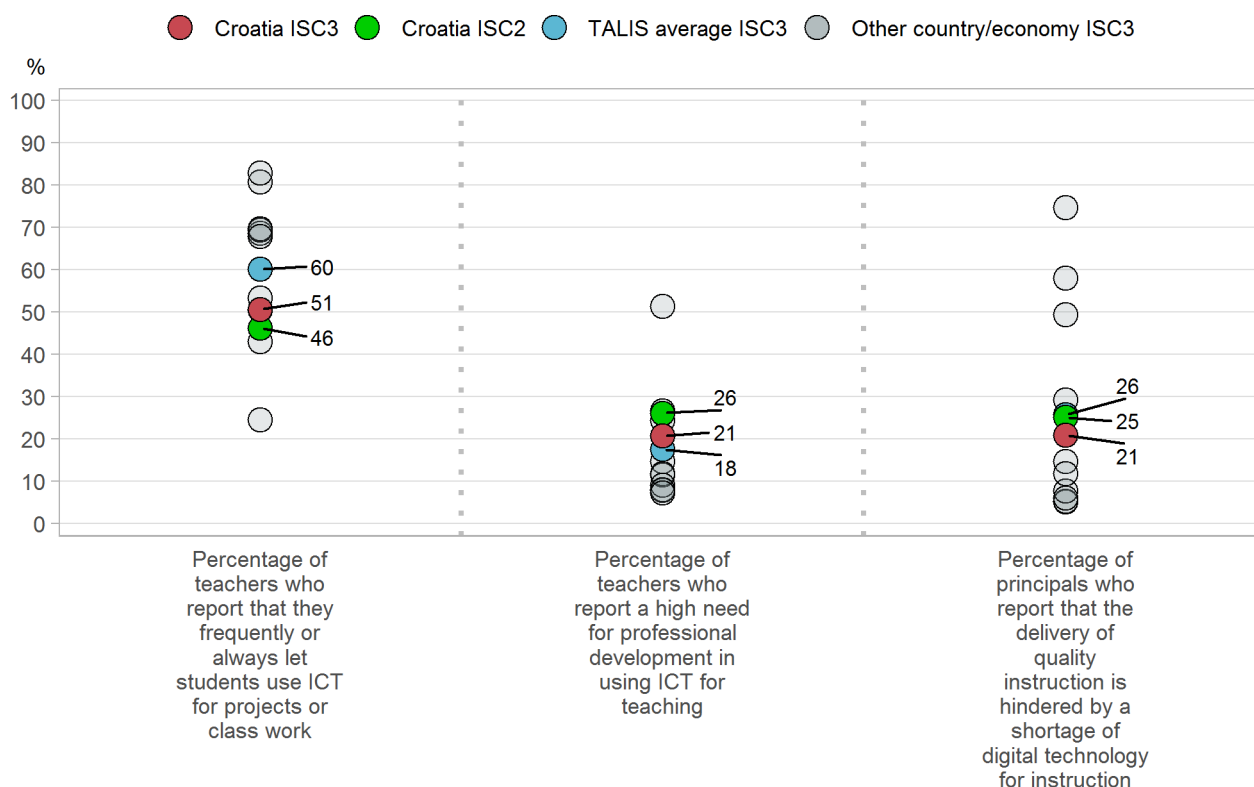 Croatia ISC3 Croatia ISC2 TALIS average ISC3 Other country/economy ISC3
%
100
90
80
70
60
50
40
30
20
10
0
60
51
46
26
21
18
26
25
21
Percentage of
teachers who
report that they
frequently or
always let
students use ICT
for projects or
class work
Percentage of
teachers who
report a high need
for professional
development in
using ICT for
teaching
Percentage of
principals who
report that the
delivery of
quality
instruction is
hindered by a
shortage of
digital technology
for instruction